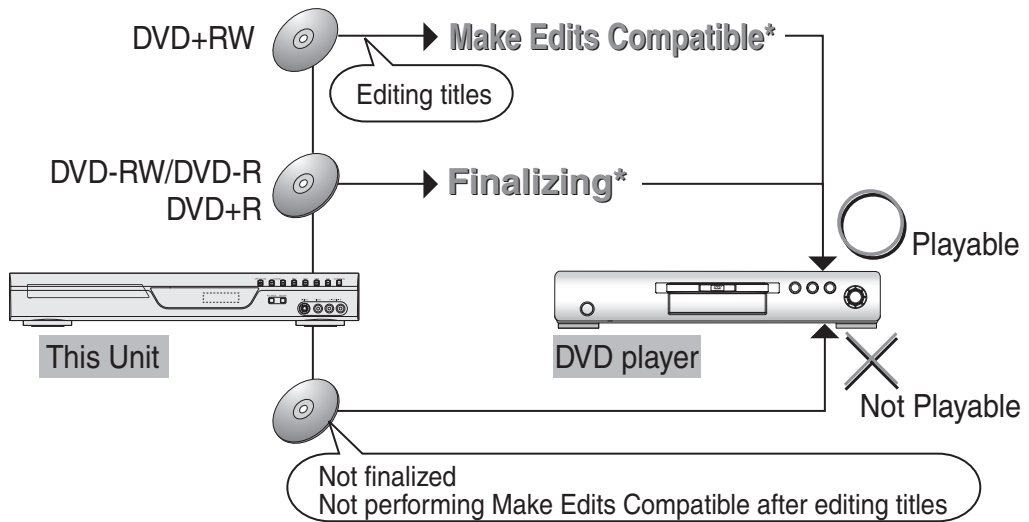 DVD+RW
Make Edits Compatible*
Editing titles
DVD-RW/DVD-R
DVD+R
Finalizing*
Playable
This Unit
DVD player
Not Playable
Not finalized
Not performing Make Edits Compatible after editing titles